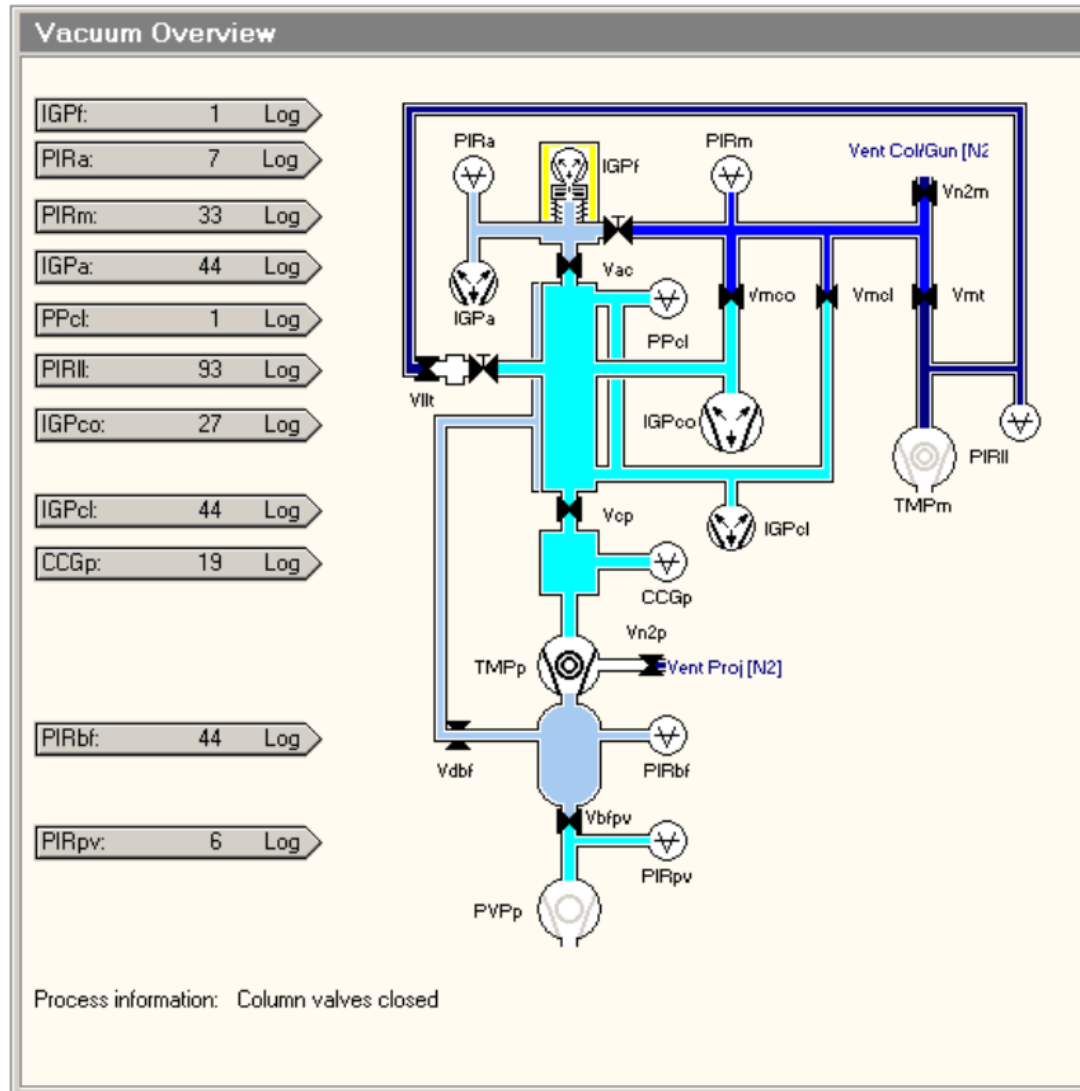 Vacuum Overview
IGPf: 1 Log
PIRa: 7 Log
PIRm: 33 Log
IGPa: 44 Log
PPcl: 1 Log
PIRll: 93 Log
IGPco: 27 Log
IGPcl: 44 Log
CCGp: 19 Log
PIRbf: 44 Log
PIRpv: 6 Log
PIRa
IGPf
PIRm
Vent Col/Gun [N2
Vn2m
Vac
IGPa
PPcl
Vmco
Vmcl
Vmt
Vllt
IGPco
PIRll
TMPm
Vcp
IGPcl
CCGp
Vn2p
TMPp
Vent Proj [N2]
Vdbf
PIRbf
Vbfpv
PIRpv
PVPp
Process information: Column valves closed